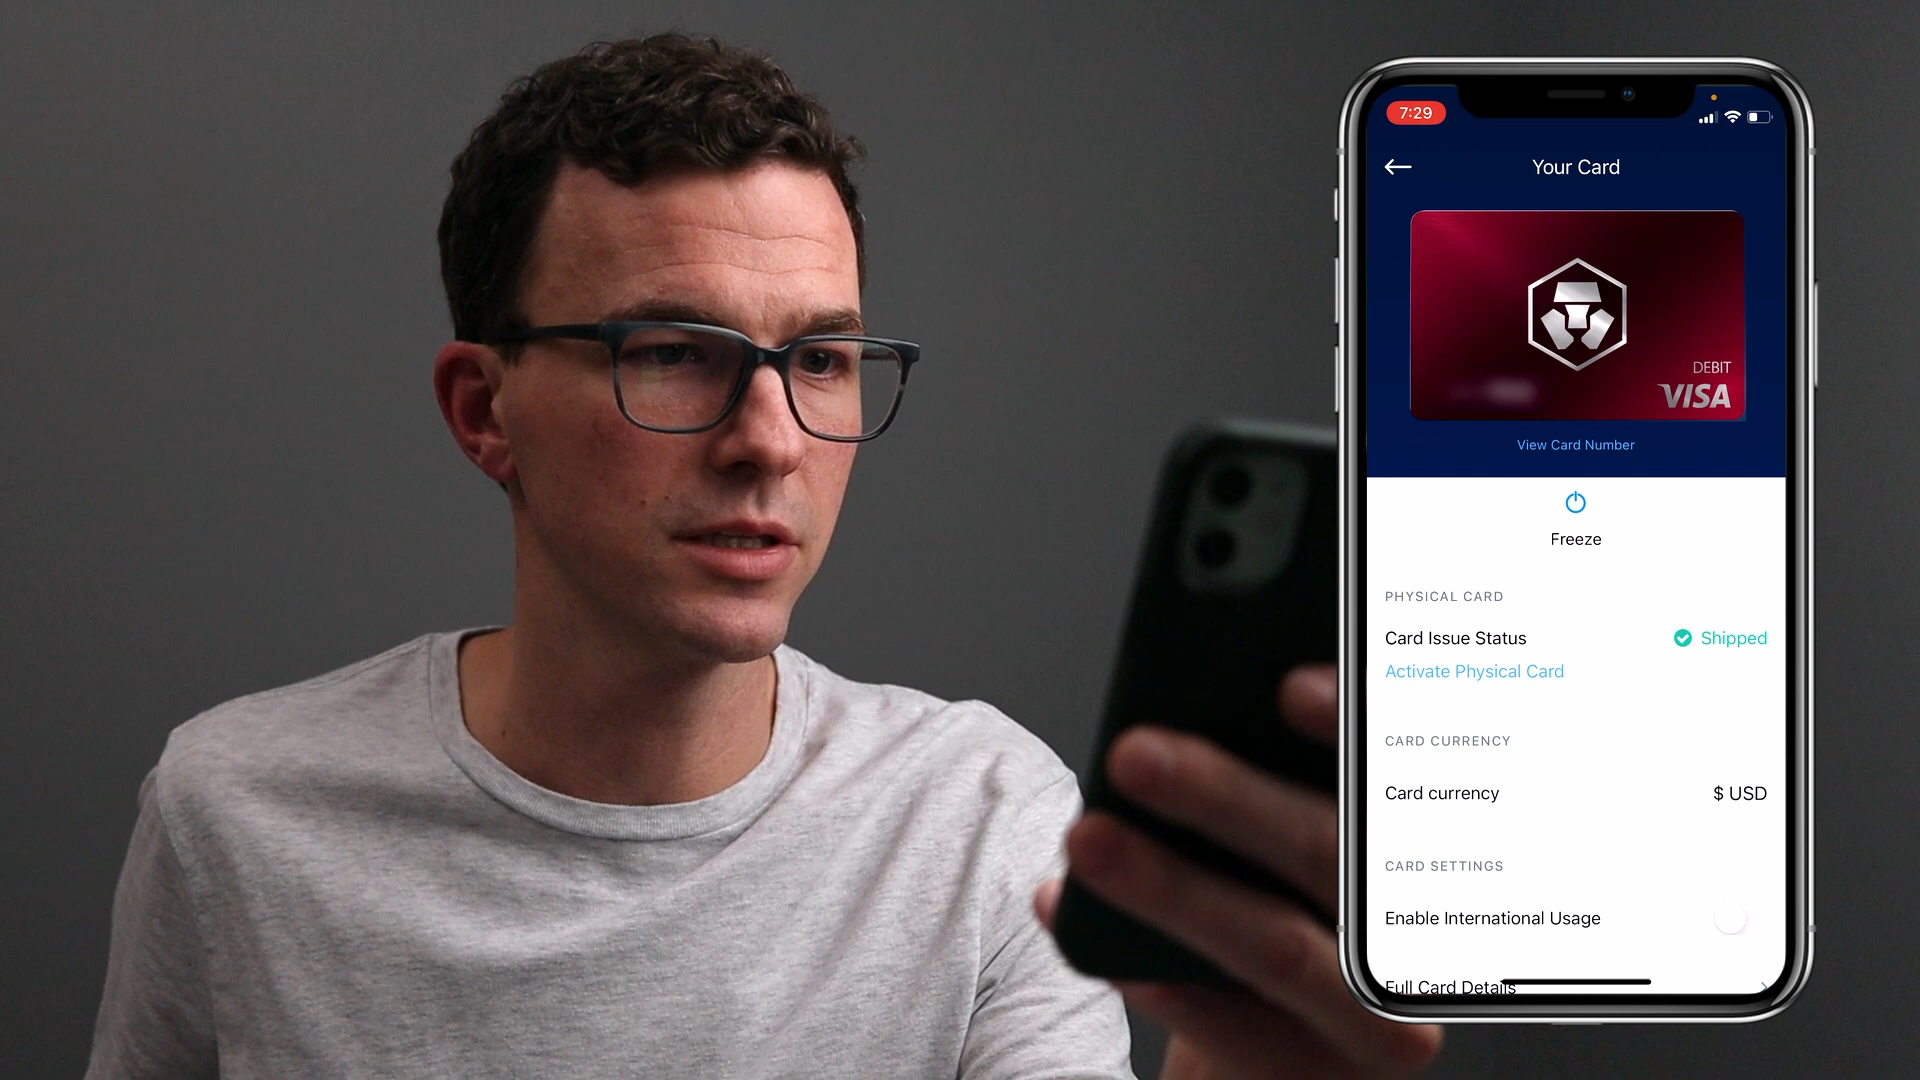 7:29
Your Card
DEBIT
VISA
View Card Number
Freeze
PHYSICAL CARD
Card Issue Status
Shipped
Activate Physical Card
CARD CURRENCY
Card currency
$ USD
CARD SETTINGS
Enable International Usage
Full Card Details